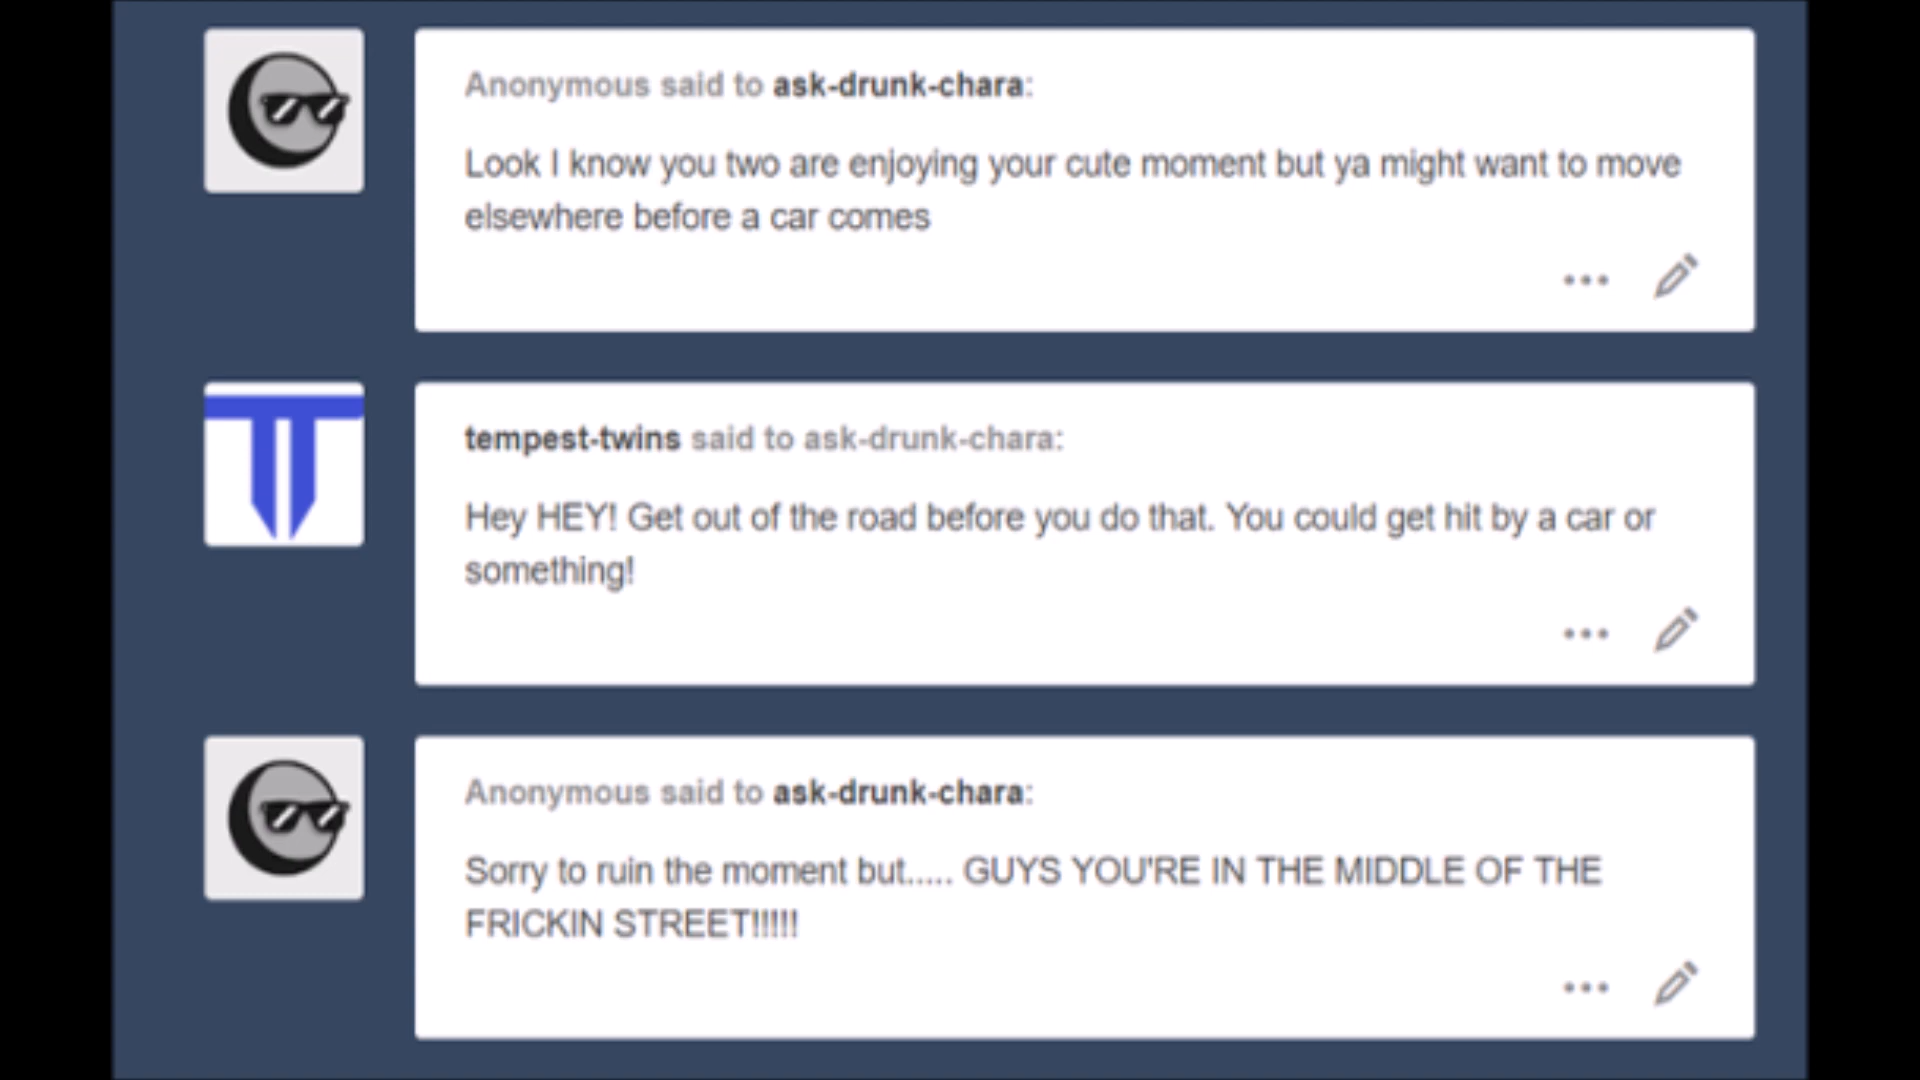 Anonymous said to ask-drunk-chara:
Look I know you two are enjoying your cute moment but ya might want to move
elsewhere before a car comes
tempest-twins said to ask-drunk-chara:
Hey HEY! Get out of the road before you do that. You could get hit by a car or
something!
Anonymous said to ask-drunk-chara:
Sorry to ruin the moment but..... GUYS YOU'RE IN THE MIDDLE OF THE
FRICKIN STREET!!!!!